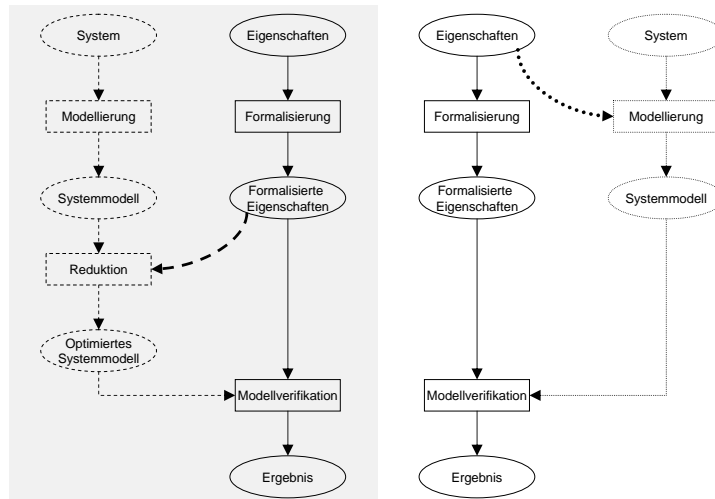 System
Eigenschaften
Modellierung
Formalisierung
Systemmodell
Formalisierte
Eigenschaften
Reduktion
Optimiertes
Systemmodell
Modellverifikation
Ergebnis
Eigenschaften
System
Formalisierung
Modellierung
Formalisierte
Eigenschaften
Systemmodell
Modellverifikation
Ergebnis